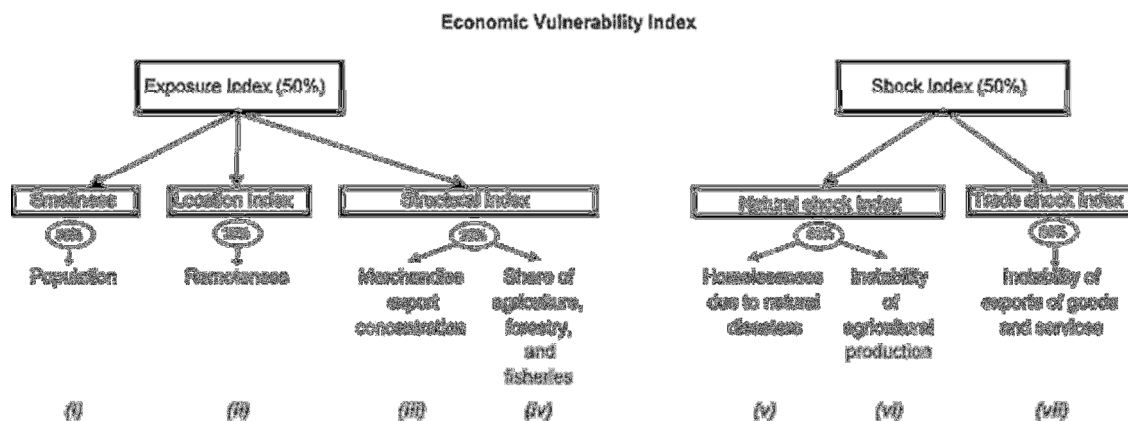 Economic Vulnerability Index
Exposure Index (50%)
Shock Index (50%)
Smallness
Location Index
Structural Index
Natural shock Index
Trade shock Index
Population
Remoteness
Merchandise
export
concentration
Share of
agriculture,
forestry,
and
fisheries
Homelessness
due to natural
disasters
Instability
of
agricultural
production
Instability of
exports of goods
and services
(i)
(ii)
(iii)
(iv)
(v)
(vi)
(vii)